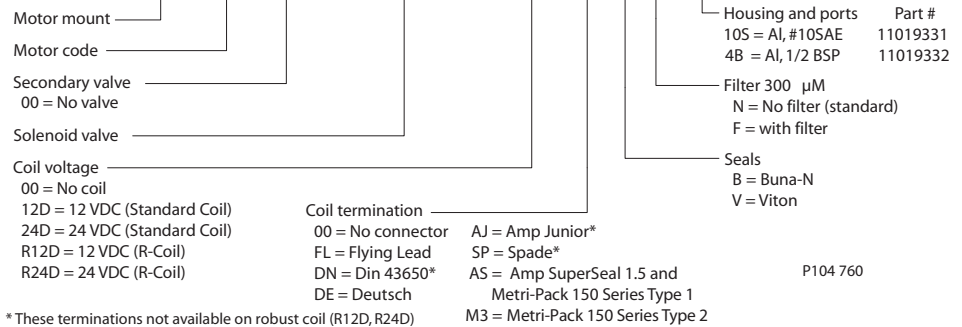 Motor mount
Motor code
Secondary valve
00 = No valve
Solenoid valve
Coil voltage
00 = No coil
12D = 12 VDC (Standard Coil)
24D = 24 VDC (Standard Coil)
R12D = 12 VDC (R-Coil)
R24D = 24 VDC (R-Coil)
* These terminations not available on robust coil (R12D, R24D)
Coil termination
00 = No connector
FL = Flying Lead
DN = Din 43650*
DE = Deutsch
AJ = Amp Junior*
SP = Spade*
AS = Amp SuperSeal 1.5 and
Metri-Pack 150 Series Type 1
M3 = Metri-Pack 150 Series Type 2
Housing and ports Part #
10S = Al, #10SAE 11019331
4B = Al, 1/2 BSP 11019332
Filter 300 µM
N = No filter (standard)
F = with filter
Seals
B = Buna-N
V = Viton
P104 760